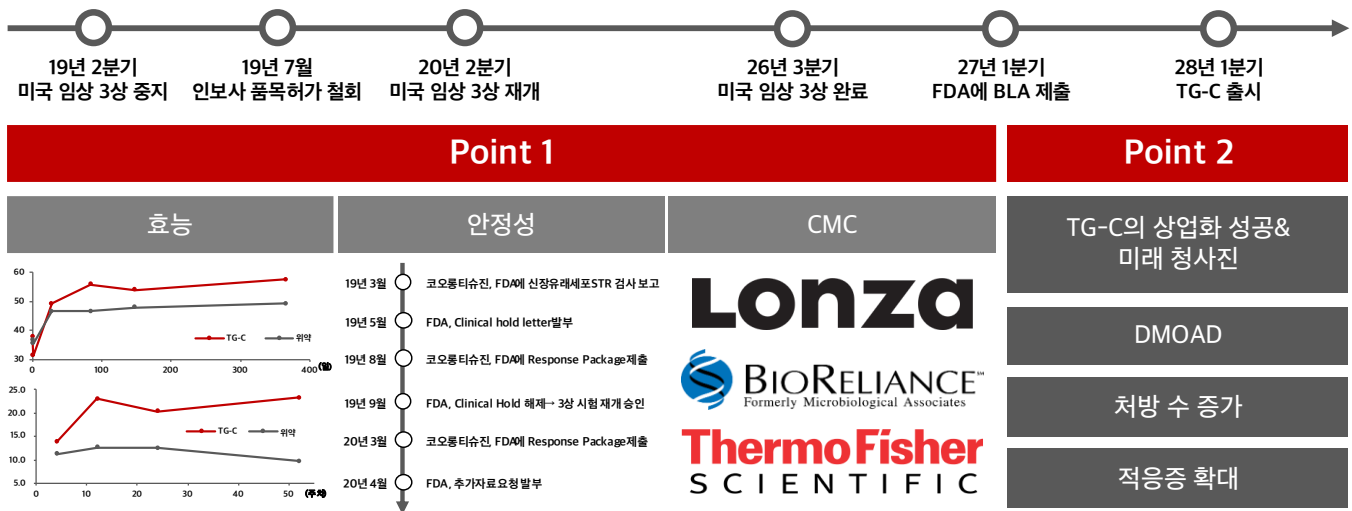 19년 2분기
미국 임상 3상 중지
19년 7월
인보사 품목허가 철회
20년 2분기
미국 임상 3상 재개
26년 3분기
미국 임상 3상 완료
27년 1분기
FDA에 BLA 제출
28년 1분기
TG-C 출시
Point 1
Point 2
효능
안정성
CMC
60
50
40
30
0
100
200
300
400
(일)
TG-C
위약
25.0
20.0
15.0
10.0
5.0
0
10
20
30
40
50
(주차)
TG-C
위약
19년 3월
코오롱티슈진, FDA에 신장유래세포STR 검사 보고
19년 5월
FDA, Clinical hold letter발부
19년 8월
코오롱티슈진, FDA에 Response Package제출
19년 9월
FDA, Clinical Hold 해제→ 3상 시험 재개 승인
20년 3월
코오롱티슈진, FDA에 Response Package제출
20년 4월
FDA, 추가자료요청 발부
Lonza
BIORELIANCE™
Formerly Microbiological Associates
ThermoFisher
SCIENTIFIC
TG-C의 상업화 성공&
미래 청사진
DMOAD
처방 수 증가
적응증 확대